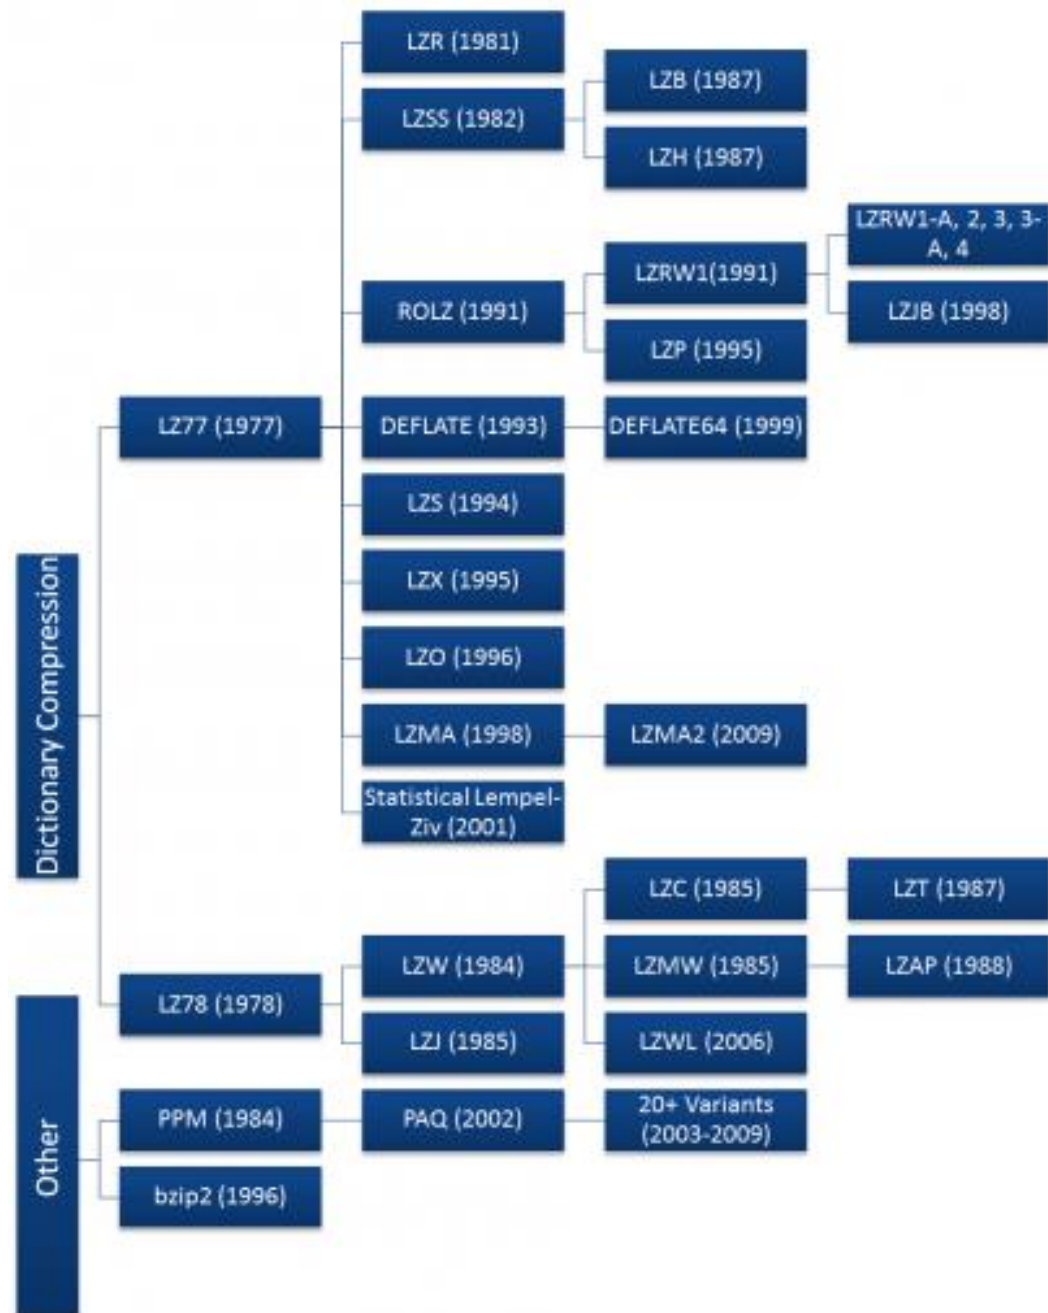 LZR (1981)
LZB (1987)
LZSS (1982)
LZH (1987)
LZRW1-A, 2, 3, 3-
A, 4
LZRW1(1991)
ROLZ (1991)
LZJB (1998)
LZP (1995)
LZ77 (1977)
DEFLATE (1993)
DEFLATE64 (1999)
LZS (1994)
LZX (1995)
LZO (1996)
Dictionary Compression
LZMA (1998)
LZMA2 (2009)
Statistical Lempel-
Ziv (2001)
LZC (1985)
LZT (1987)
LZW (1984)
LZMW (1985)
LZAP (1988)
LZ78 (1978)
LZJ (1985)
LZWL (2006)
Other
PPM (1984)
PAQ (2002)
20+ Variants
(2003-2009)
bzip2 (1996)